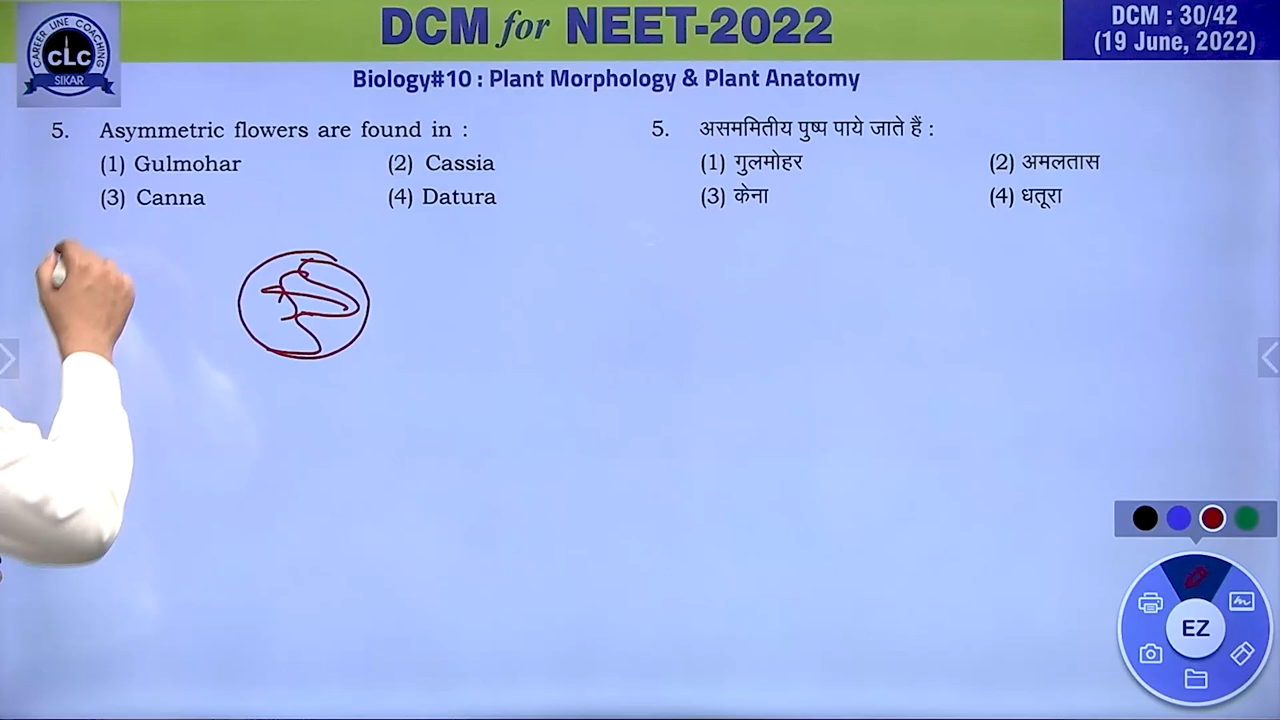 DCM for NEET-2022
DCM : 30/42
(19 June, 2022)
CAREER LINE COACHING
CLC
SIKAR
Biology#10 : Plant Morphology & Plant Anatomy
5. Asymmetric flowers are found in :
(1) Gulmohar (2) Cassia
(3) Canna (4) Datura
5. असममितीय पुष्प पाये जाते हैं :
(1) गुलमोहर (2) अमलतास
(3) केना (4) धतूरा
EZ